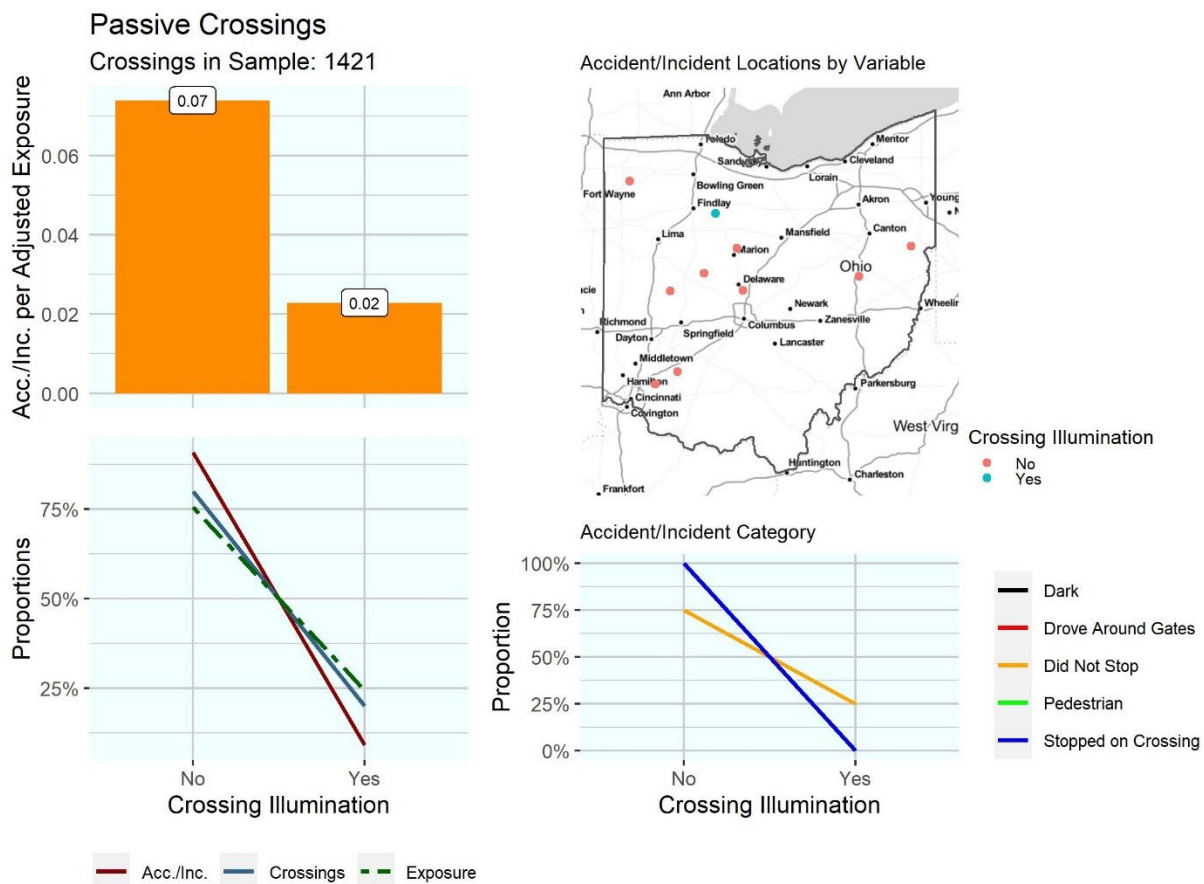 Passive Crossings
Crossings in Sample: 1421
Acc./Inc. per Adjusted Exposure
0.06
0.04
0.02
0.00
0.07
0.02
Proportions
75%
50%
25%
No
Yes
Crossing Illumination
Acc./Inc.
Crossings
Exposure
Accident/Incident Locations by Variable
Ann Arbor
Toledo
Mentor
Sandusky
Cleveland
Lorain
Fort Wayne
Bowling Green
Findlay
Akron
Young
N
Lima
Mansfield
Canton
Marion
Ohio
Delaware
cie
n
Newark
Wheelin
Richmond
Columbus
Zanesville
Springfield
Dayton
Lancaster
Middletown
Hamilton
Cincinnati
Covington
Parkersburg
West Virg
Huntington
Charleston
Frankfort
Crossing Illumination
No
Yes
Accident/Incident Category
Proportion
100%
75%
50%
25%
0%
No
Yes
Crossing Illumination
Dark
Drove Around Gates
Did Not Stop
Pedestrian
Stopped on Crossing